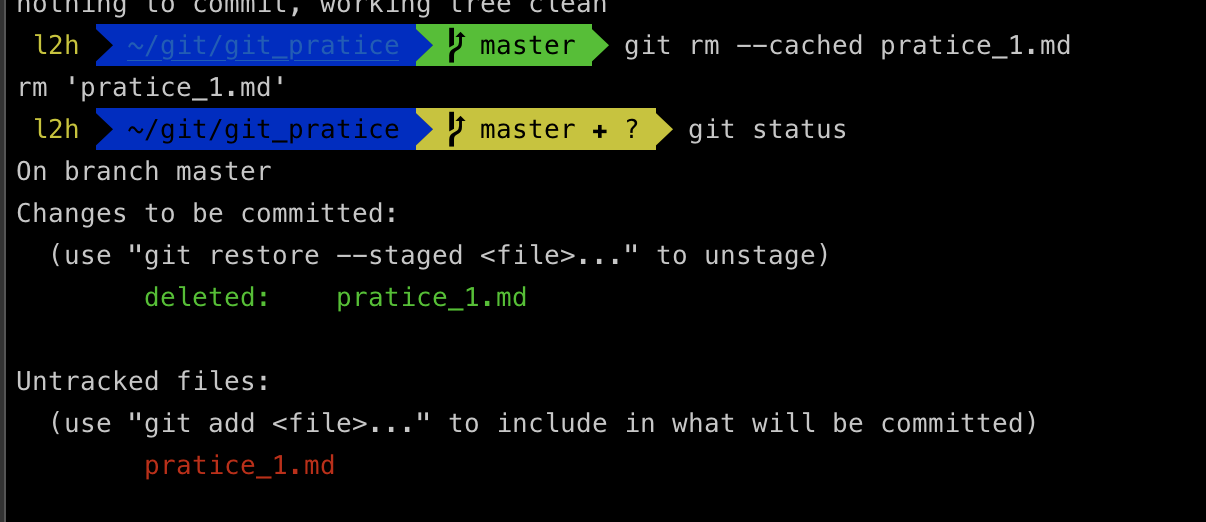 nothing to commit, working tree clean
l2h ~/git/git_pratice master git rm --cached pratice_1.md
rm 'pratice_1.md'
l2h ~/git/git_pratice master + ? git status
On branch master
Changes to be committed:
(use "git restore --staged <file>..." to unstage)
deleted: pratice_1.md
Untracked files:
(use "git add <file>..." to include in what will be committed)
pratice_1.md